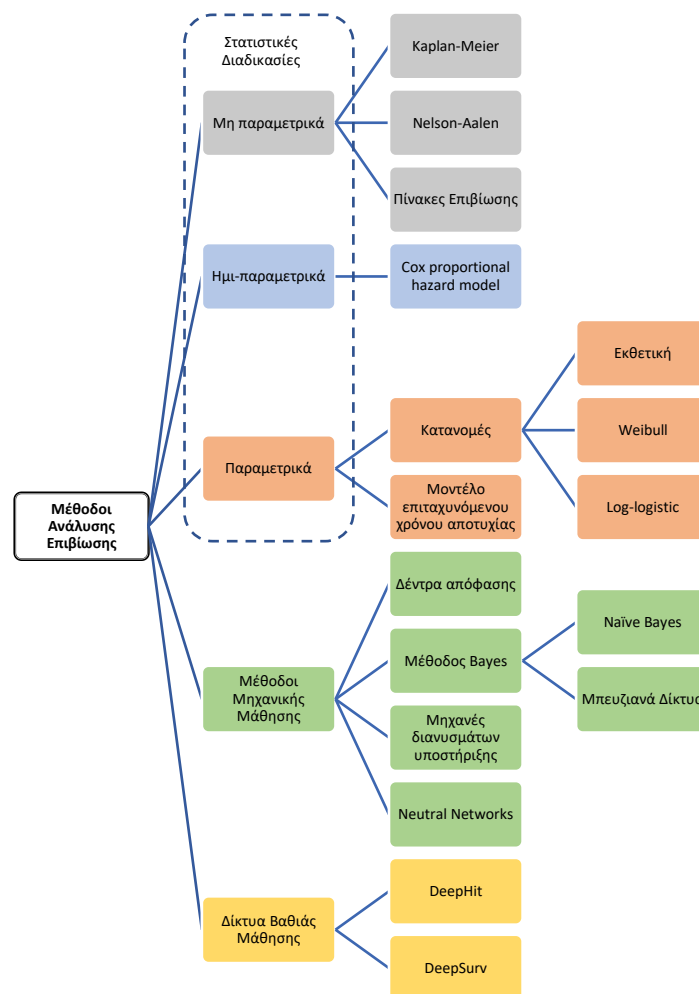 Στατιστικές
Διαδικασίες
Kaplan-Meier
Μη παραμετρικά
Nelson-Aalen
Πίνακες Επιβίωσης
Ημι-παραμετρικά
Cox proportional
hazard model
Εκθετική
Κατανομές
Weibull
Παραμετρικά
Μοντέλο
επιταχυνόμενου
χρόνου αποτυχίας
Log-logistic
Μέθοδοι
Ανάλυσης
Επιβίωσης
Δέντρα απόφασης
Naïve Bayes
Μέθοδος Bayes
Μπευζιανά Δίκτυα
Μέθοδοι
Μηχανικής
Μάθησης
Μηχανές
διανυσμάτων
υποστήριξης
Neutral Networks
DeepHit
Δίκτυα Βαθιάς
Μάθησης
DeepSurv